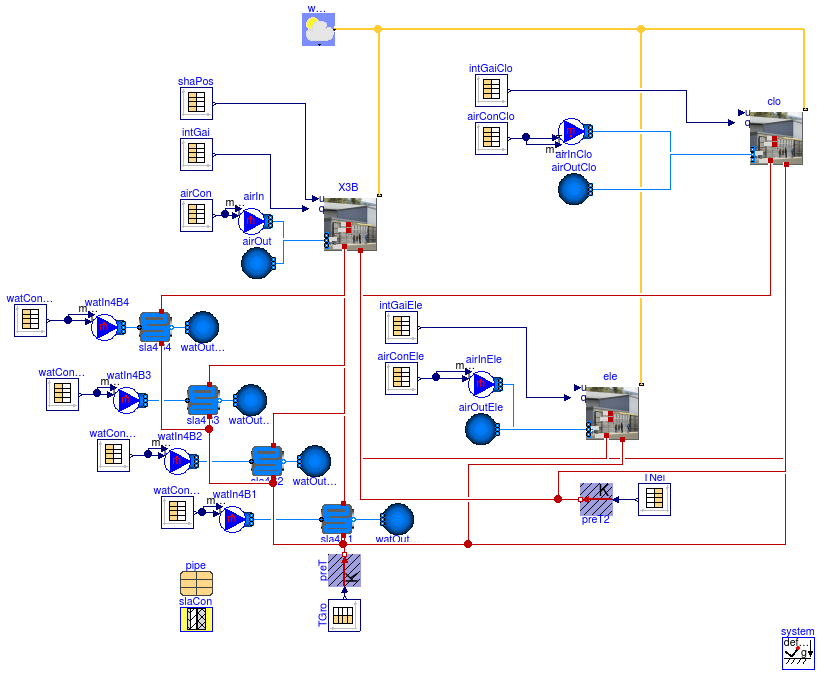 w...
shaPos
intGai
airCon
m...
airIn
airOut
X3B
u
q
intGaiClo
airConClo
m...
airInClo
airOutClo
clo
u
q
watCon...
m...
watIn4B4
sla4
4
watOut...
intGaiEle
airConEle
m...
airInEle
airOutEle
ele
u
q
watCon...
m...
watIn4B3
sla4
3
watOut...
watCon...
m...
watIn4B2
watOut...
watCon...
m...
watIn4B1
sla4
1
watOut
K
preT2
TNei
preT
K
TGro
pipe
slaCon
system
def...
g